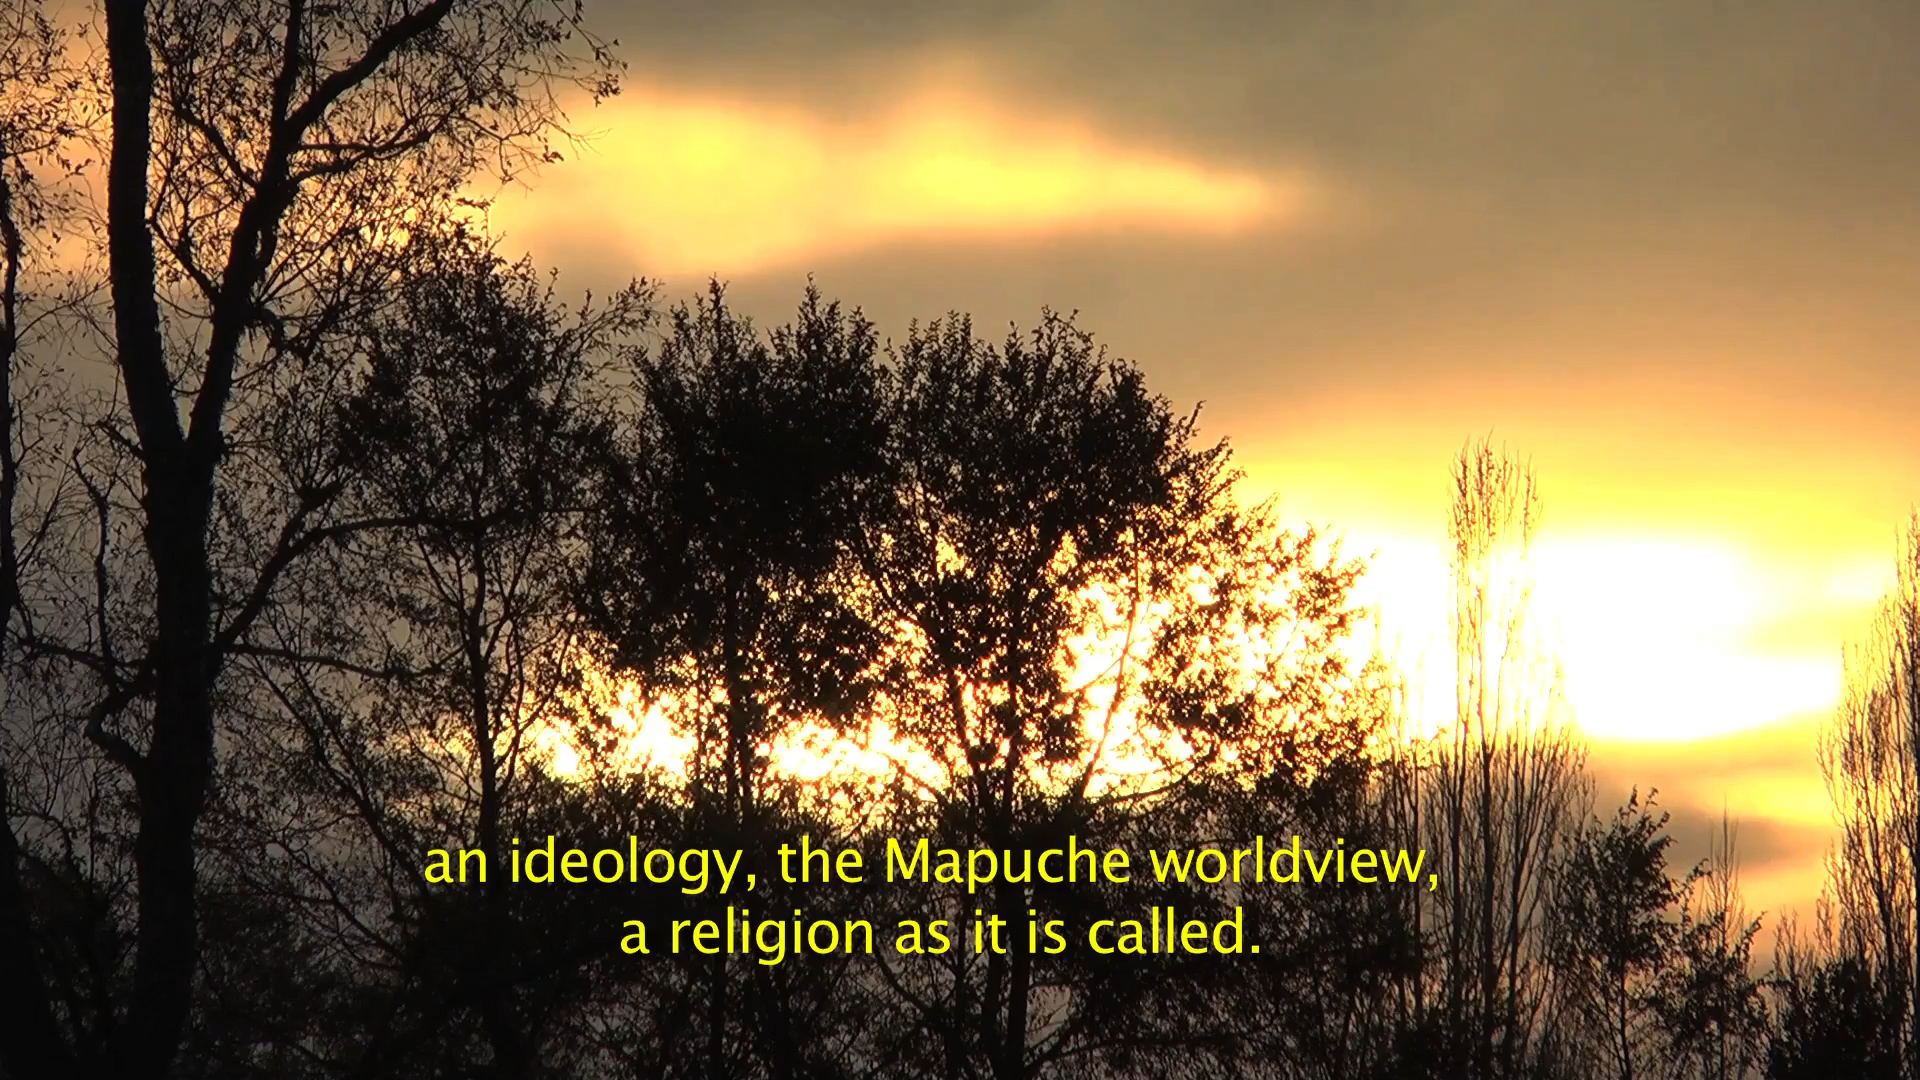 an ideology, the Mapuche worldview,
a religion as it is called.